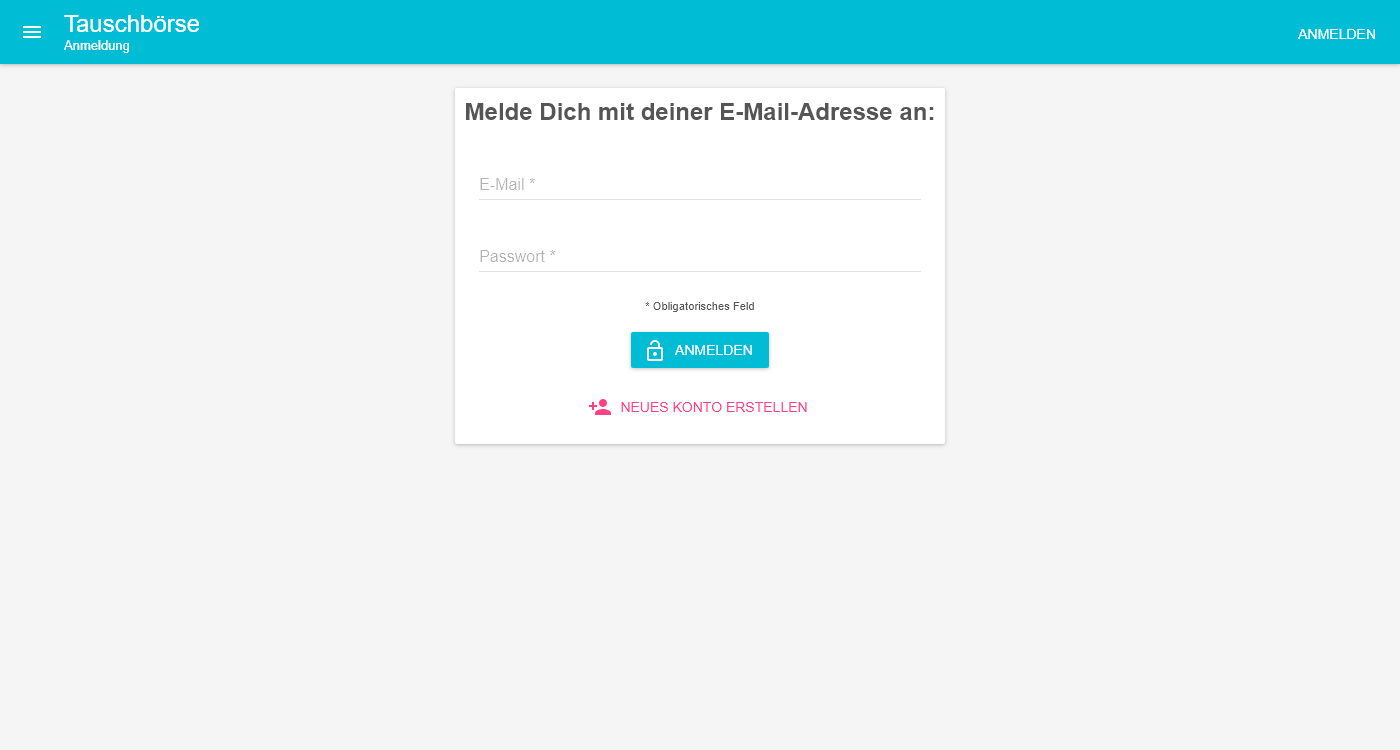 Tauschbörse
Anmeldung
ANMELDEN
Melde Dich mit deiner E-Mail-Adresse an:
E-Mail *
Passwort *
* Obligatorisches Feld
ANMELDEN
NEUES KONTO ERSTELLEN